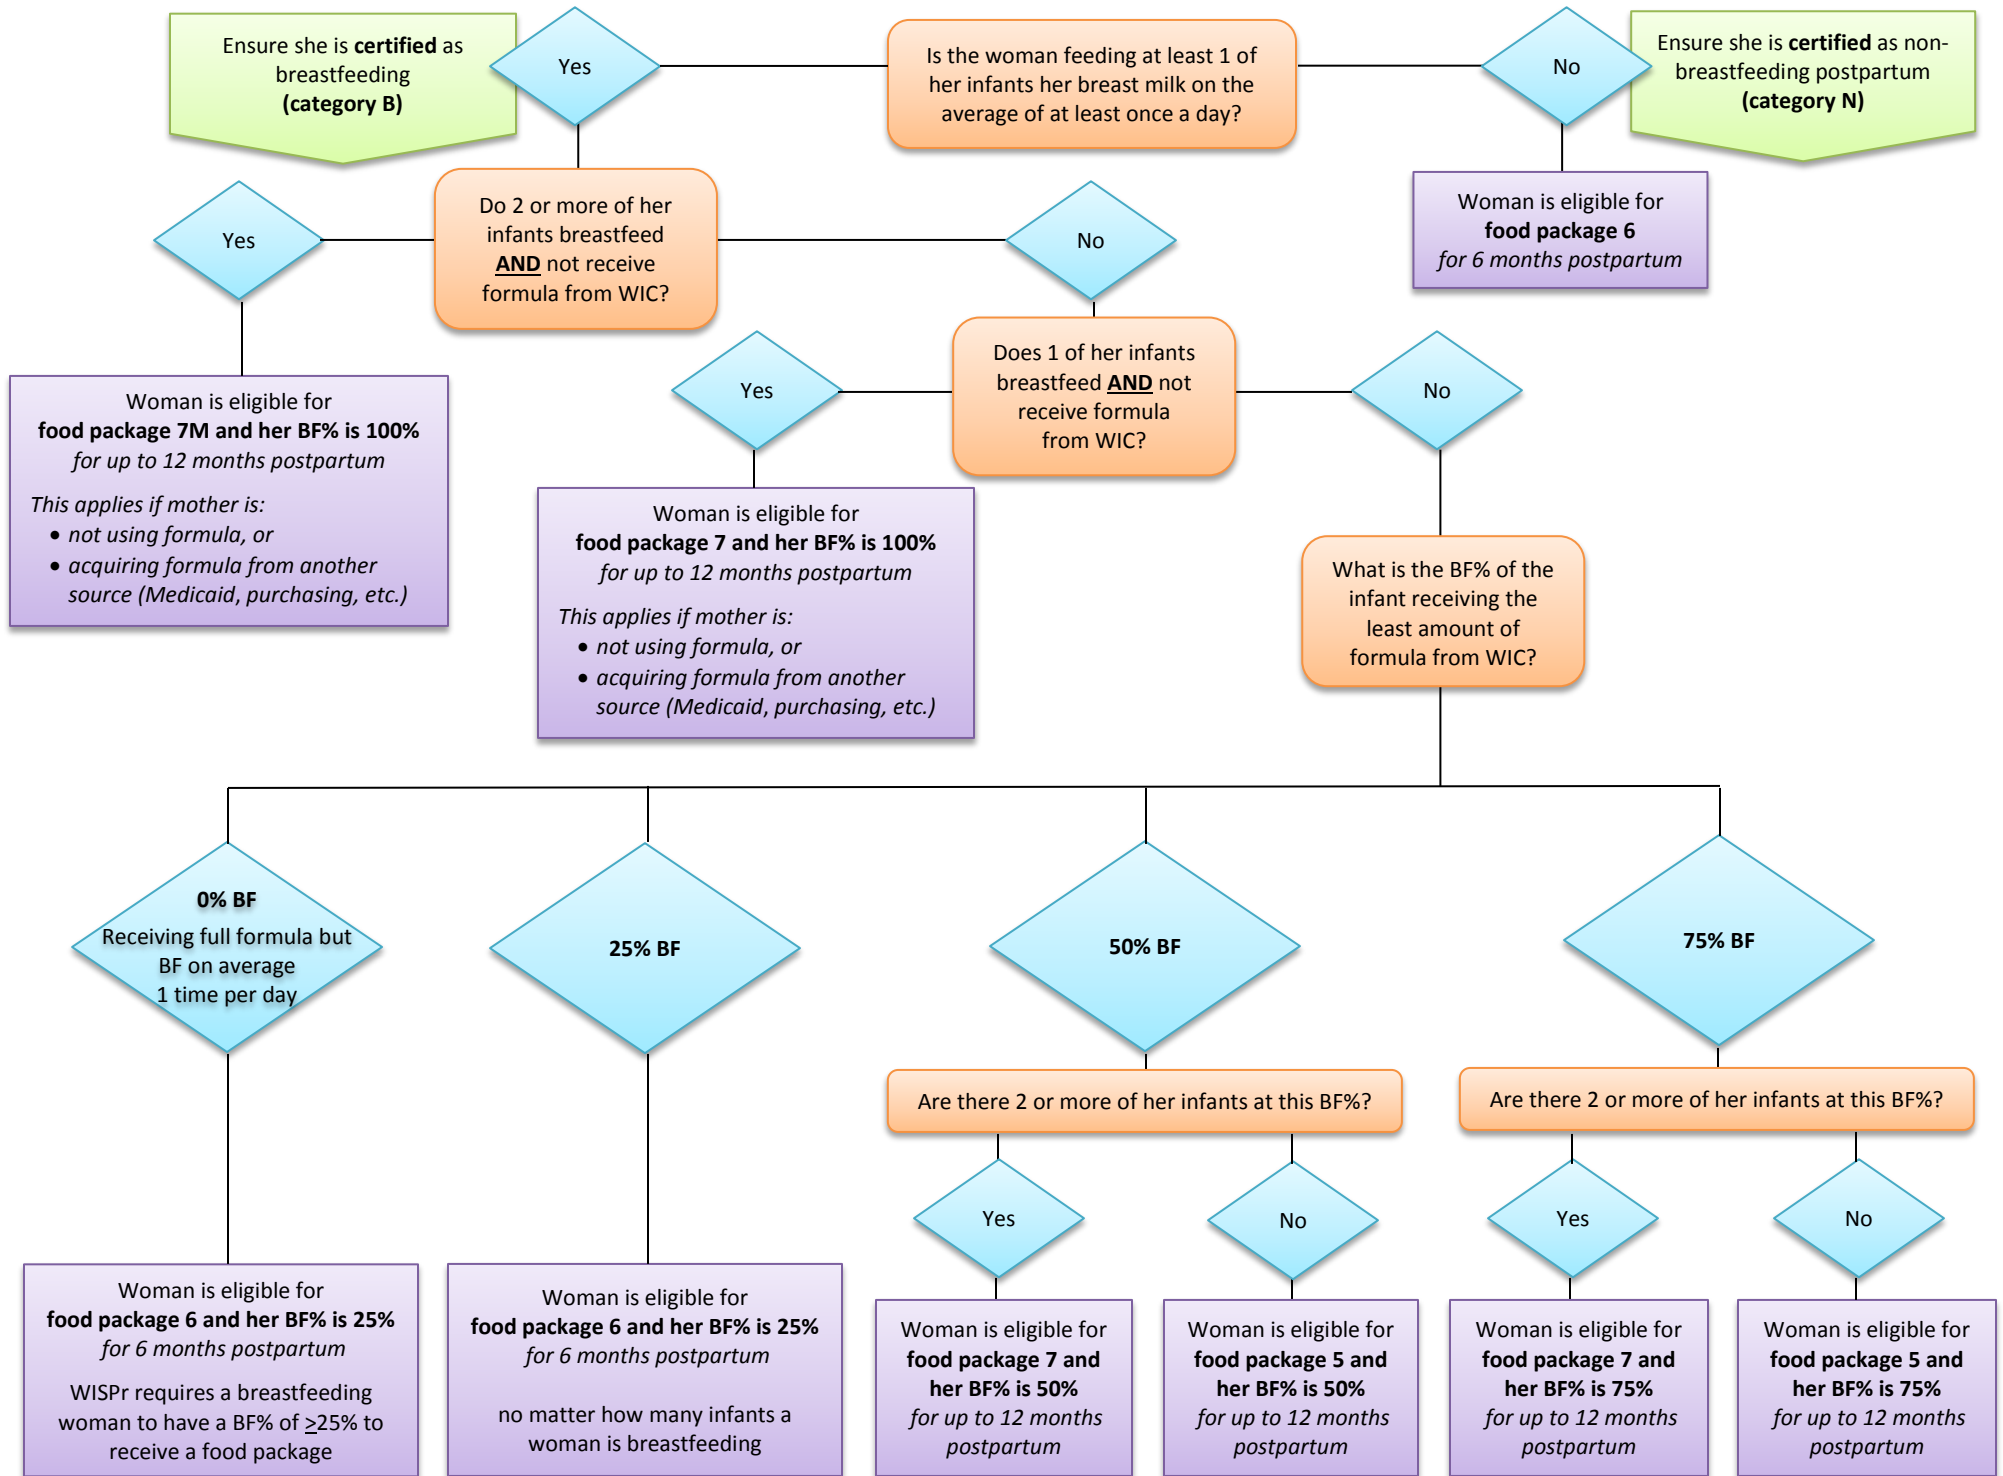 Ensure she is certified as
breastfeeding
(category B)
Yes
Is the woman feeding at least 1 of
her infants her breast milk on the
average of at least once a day?
No
Ensure she is certified as non-
breastfeeding postpartum
(category N)
Yes
Do 2 or more of her
infants breastfeed
AND not receive
formula from WIC?
No
Woman is eligible for
food package 6
for 6 months postpartum
Woman is eligible for
food package 7M and her BF% is 100%
for up to 12 months postpartum
This applies if mother is:
• not using formula, or
• acquiring formula from another
source (Medicaid, purchasing, etc.)
Yes
Does 1 of her infants
breastfeed AND not
receive formula
from WIC?
No
Woman is eligible for
food package 7 and her BF% is 100%
for up to 12 months postpartum
This applies if mother is:
• not using formula, or
• acquiring formula from another
source (Medicaid, purchasing, etc.)
What is the BF% of the
infant receiving the
least amount of
formula from WIC?
0% BF
Receiving full formula but
BF on average
1 time per day
25% BF
50% BF
75% BF
Are there 2 or more of her infants at this BF%?
Are there 2 or more of her infants at this BF%?
Yes
No
Yes
No
Woman is eligible for
food package 6 and her BF% is 25%
for 6 months postpartum
WISPr requires a breastfeeding
woman to have a BF% of ≥25% to
receive a food package
Woman is eligible for
food package 6 and her BF% is 25%
for 6 months postpartum
no matter how many infants a
woman is breastfeeding
Woman is eligible for
food package 7 and
her BF% is 50%
for up to 12 months
postpartum
Woman is eligible for
food package 5 and
her BF% is 50%
for up to 12 months
postpartum
Woman is eligible for
food package 7 and
her BF% is 75%
for up to 12 months
postpartum
Woman is eligible for
food package 5 and
her BF% is 75%
for up to 12 months
postpartum